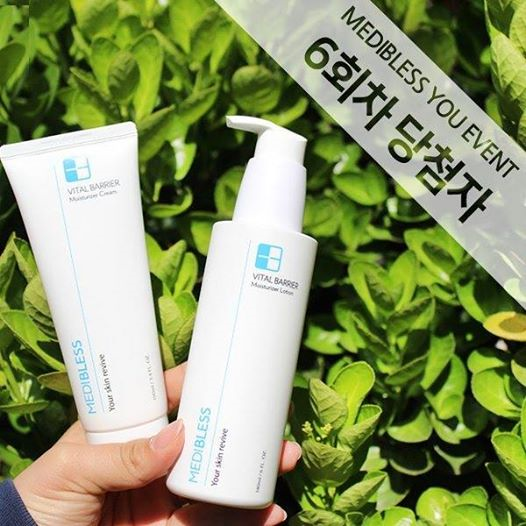 MEDIBLESS YOU EVENT
6회차 당첨자
VITAL BARRIER
Moisturizer Cream
MEDIBLESS
Your skin revive
VITAL BARRIER
Moisturizer Lotion
MEDIBLESS
Your skin revive